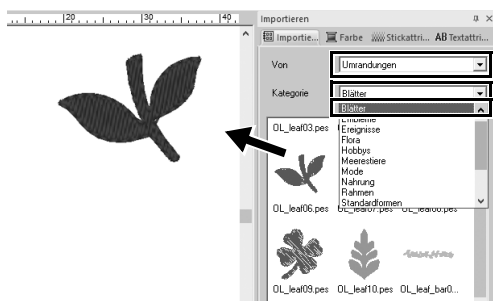 20 30 40
Importieren
Importie... Farbe Stickattri... AB Textattri...
Von Umrandungen
Kategorie Blätter
Blätter
Embleme
OL_leaf03.pes
Ereignisse
Flora
Hobbys
Meerestiere
Mode
Nahrung
Rahmen
Standardformen
OL_leaf06.pes OL_leaf07.pes OL_leaf08.pes
OL_leaf09.pes OL_leaf10.pes OL_leaf_bar0...